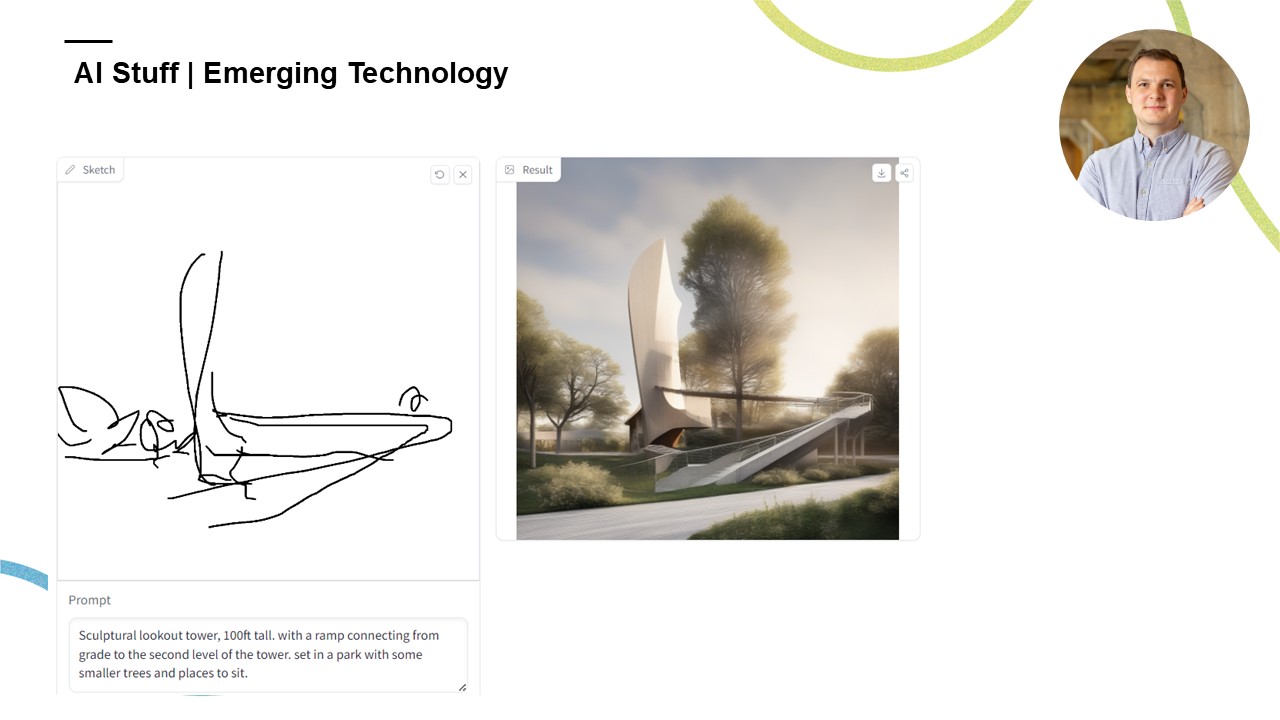 AI Stuff | Emerging Technology
Sketch
Result
Prompt
Sculptural lookout tower, 100ft tall. with a ramp connecting from
grade to the second level of the tower. set in a park with some
smaller trees and places to sit.